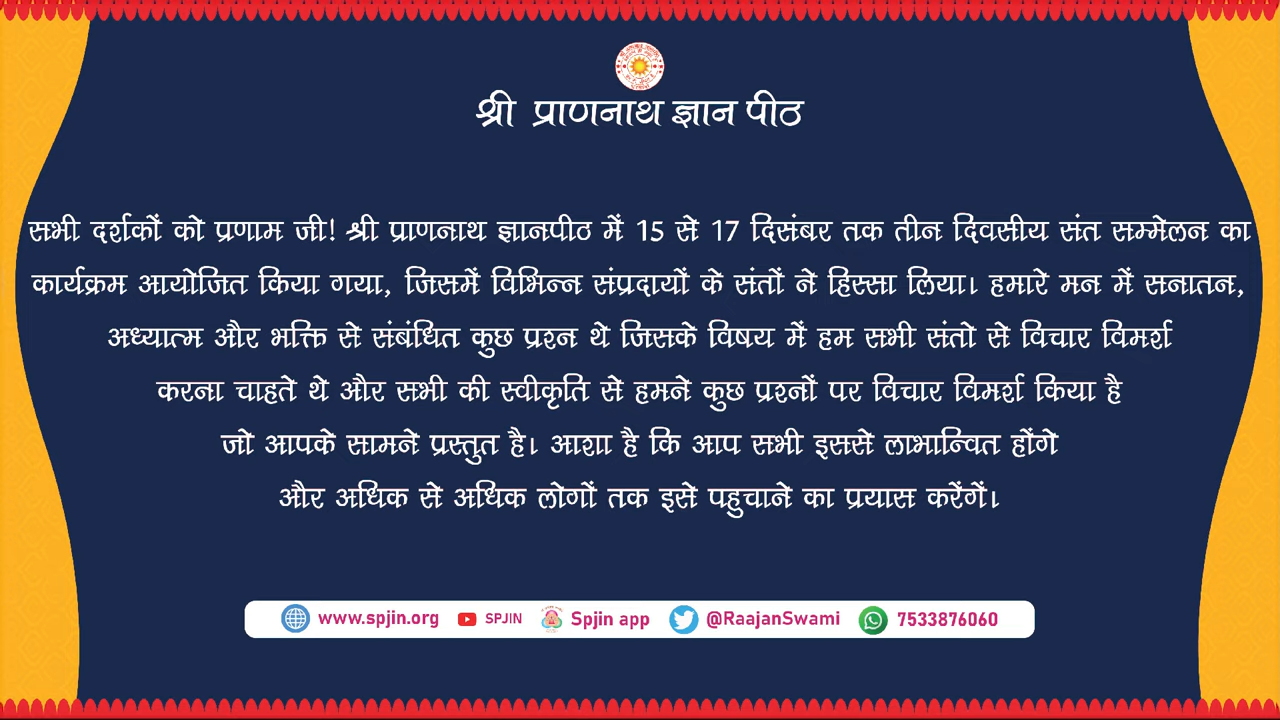 श्री प्राणनाथ ज्ञान पीठ
सभी दर्शकों को प्रणाम जी! श्री प्राणनाथ ज्ञानपीठ में 15 से 17 दिसंबर तक तीन दिवसीय संत सम्मेलन का
कार्यक्रम आयोजित किया गया, जिसमें विभिन्न संप्रदायों के संतों ने हिस्सा लिया। हमारे मन में सनातन,
अध्यात्म और भक्ति से संबंधित कुछ प्रश्न थे जिसके विषय में हम सभी संतो से विचार विमर्श
करना चाहते थे और सभी की स्वीकृति से हमने कुछ प्रश्नों पर विचार विमर्श किया है
जो आपके सामने प्रस्तुत है। आशा है कि आप सभी इससे लाभान्वित होंगे
और अधिक से अधिक लोगों तक इसे पहुचाने का प्रयास करेंगें।
www.spjin.org SPJIN Spjin app @RaajanSwami 7533876060